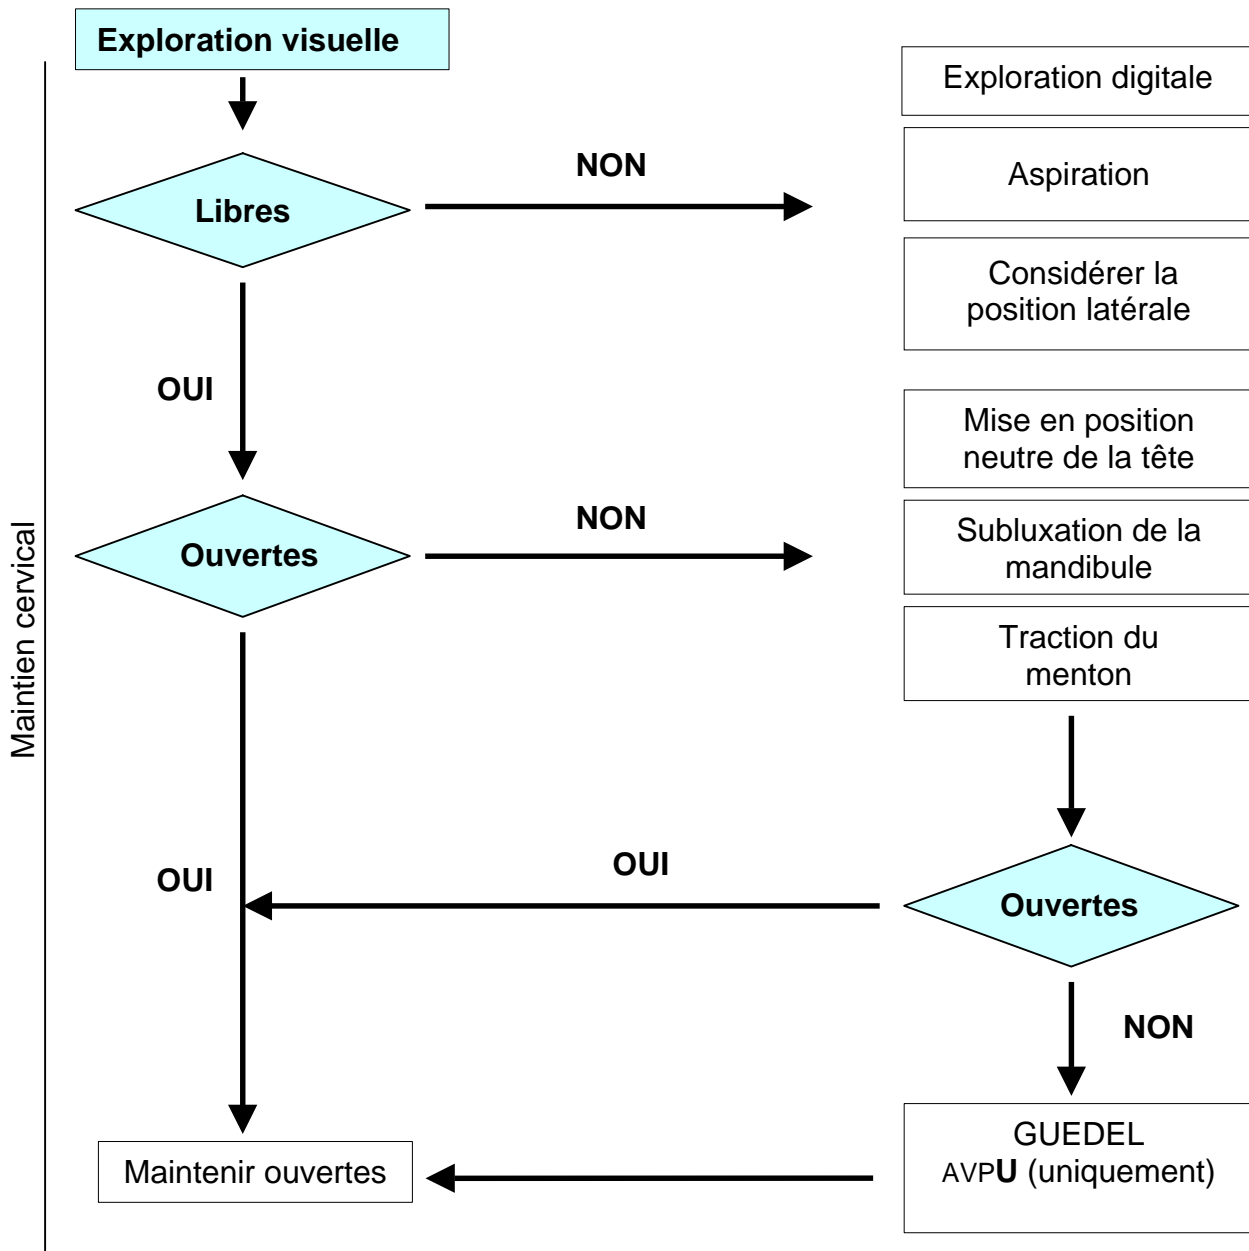 Exploration visuelle
Exploration digitale
NON
Aspiration
Libres
Considérer la
position latérale
OUI
Mise en position
neutre de la tête
NON
Subluxation de la
mandibule
Ouvertes
Maintien cervical
Traction du
menton
OUI
OUI
Ouvertes
NON
GUEDEL
AVPU (uniquement)
Maintenir ouvertes